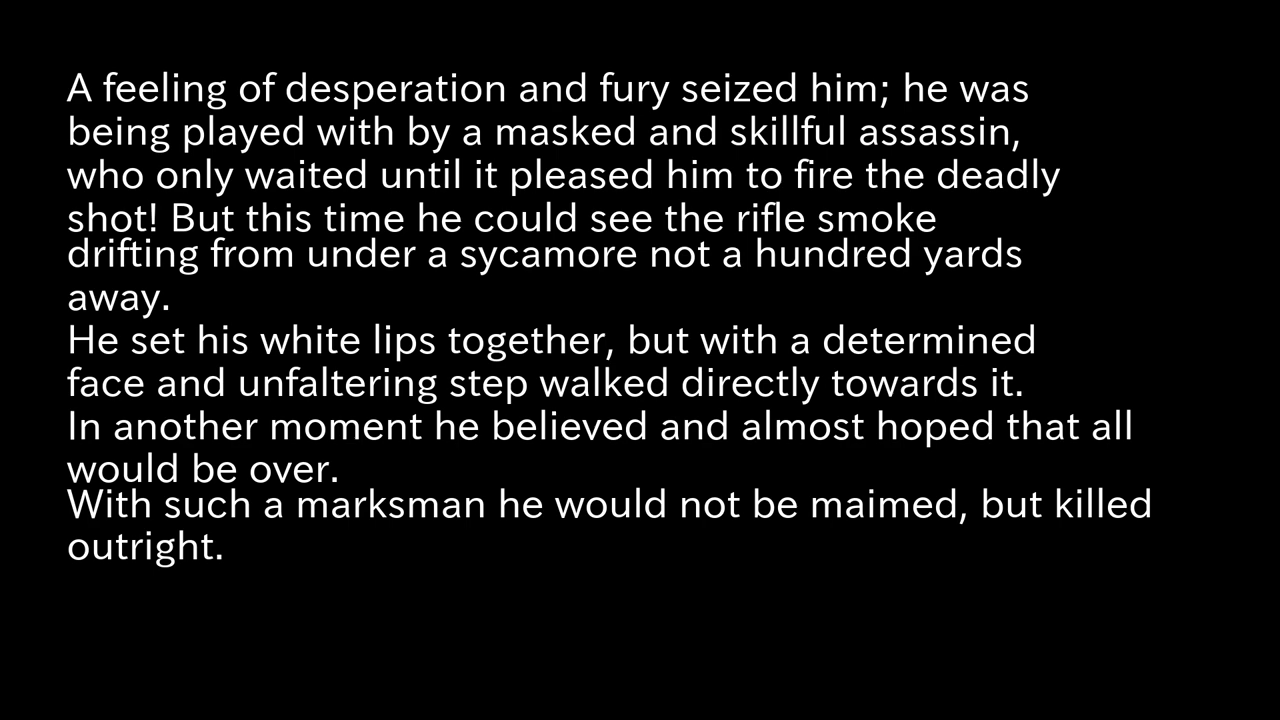 A feeling of desperation and fury seized him; he was
being played with by a masked and skillful assassin,
who only waited until it pleased him to fire the deadly
shot! But this time he could see the rifle smoke
drifting from under a sycamore not a hundred yards
away.
He set his white lips together, but with a determined
face and unfaltering step walked directly towards it.
In another moment he believed and almost hoped that all
would be over.
With such a marksman he would not be maimed, but killed
outright.